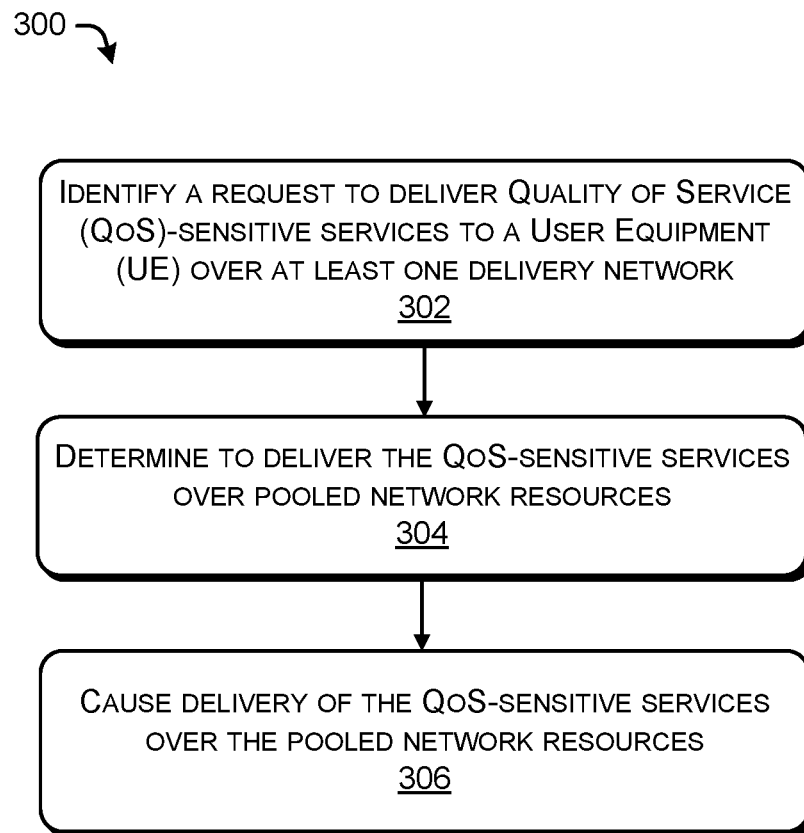 300
IDENTIFY A REQUEST TO DELIVER QUALITY OF SERVICE
(QOS)-SENSITIVE SERVICES TO A USER EQUIPMENT
(UE) OVER AT LEAST ONE DELIVERY NETWORK
302
DETERMINE TO DELIVER THE QOS-SENSITIVE SERVICES
OVER POOLED NETWORK RESOURCES
304
CAUSE DELIVERY OF THE QOS-SENSITIVE SERVICES
OVER THE POOLED NETWORK RESOURCES
306